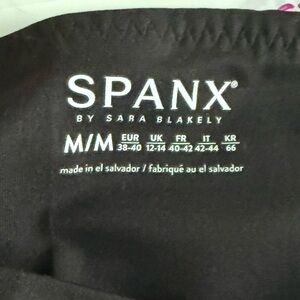 SPANX®
BY SARA BLAKELY
M/M EUR UK FR IT KR
38-40 12-14 40-42 42-44 66
made in el salvador / fabriqué au el salvador